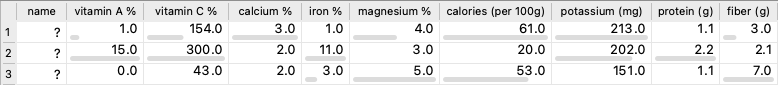 name vitamin A % vitamin C % calcium % iron % magnesium % calories (per 100g) potassium (mg) protein (g) fiber (g)
1 ? 1.0 154.0 3.0 1.0 4.0 61.0 213.0 1.1 3.0
2 ? 15.0 300.0 2.0 11.0 3.0 20.0 202.0 2.2 2.1
3 ? 0.0 43.0 2.0 3.0 5.0 53.0 151.0 1.1 7.0